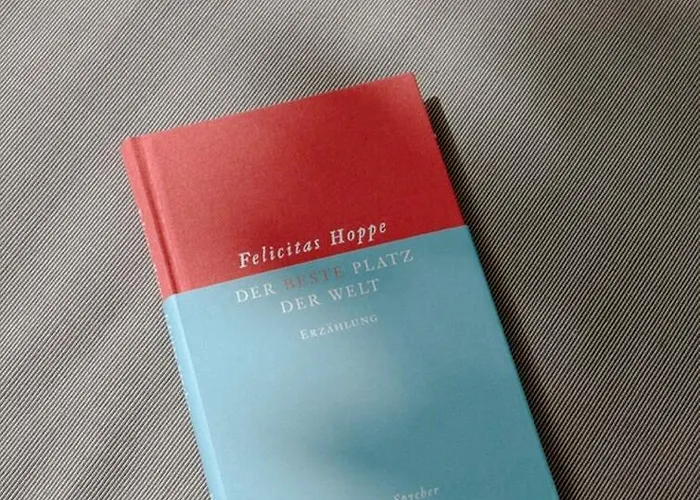 Felicitas Hoppe
DER BESTE PLATZ
DER WELT
ERZÄHLUNG